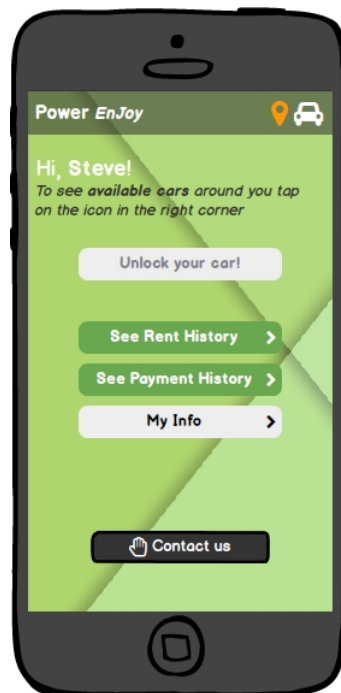 Power EnJoy
Hi, Steve!
To see available cars around you tap
on the icon in the right corner
Unlock your car!
See Rent History
See Payment History
My Info
Contact us